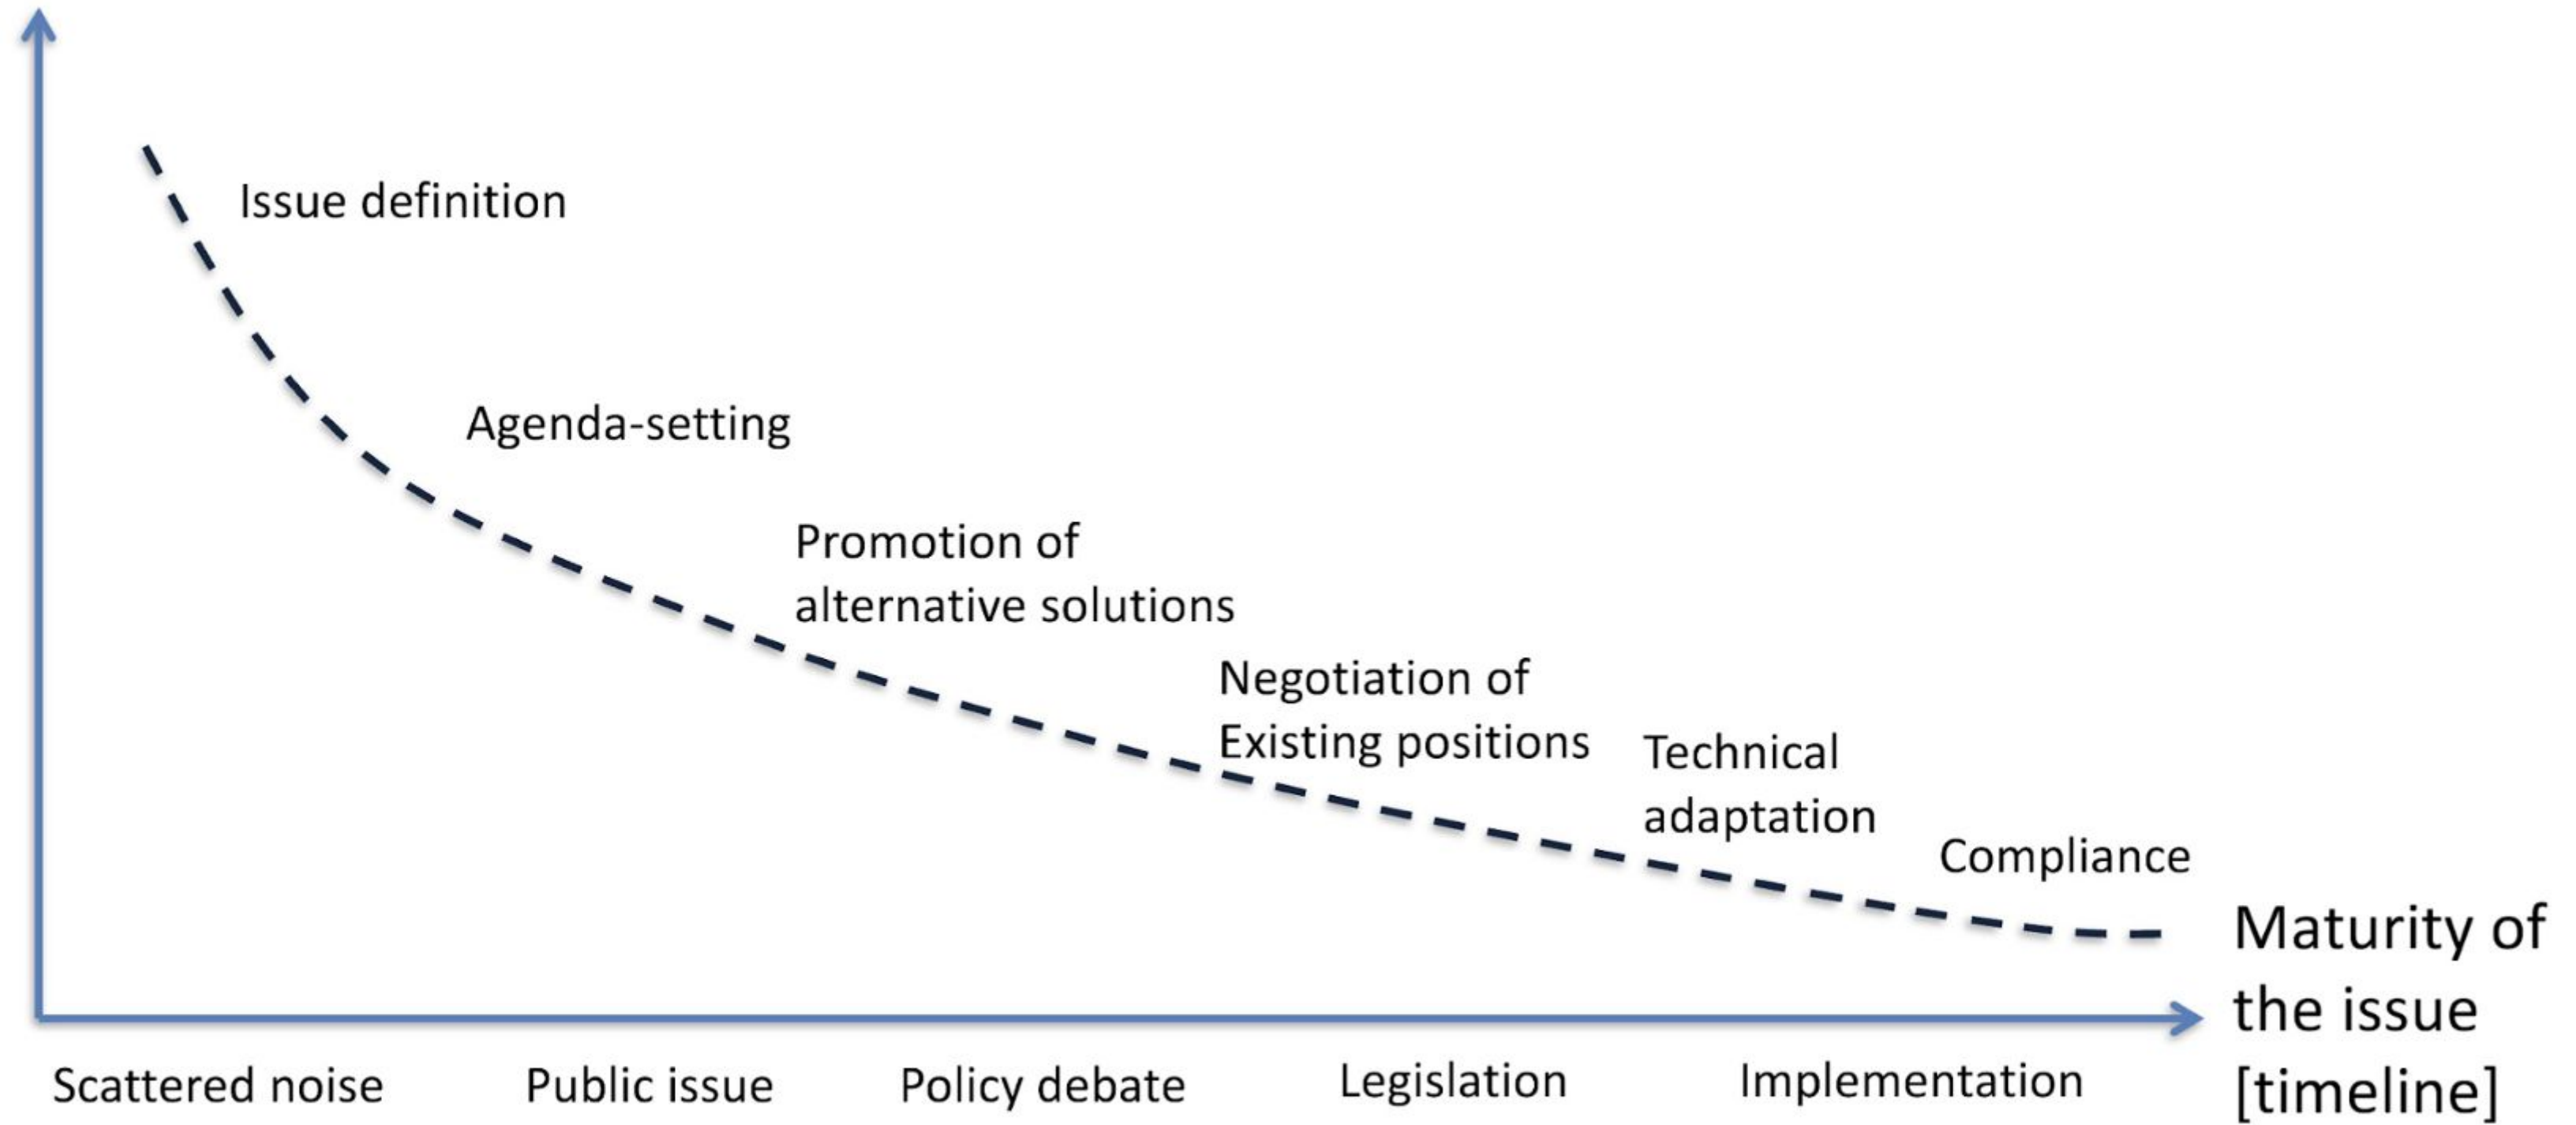 Issue definition
Agenda-setting
Promotion of
alternative solutions
Negotiation of
Existing positions
Technical
adaptation
Compliance
Maturity of
the issue
[timeline]
Scattered noise
Public issue
Policy debate
Legislation
Implementation